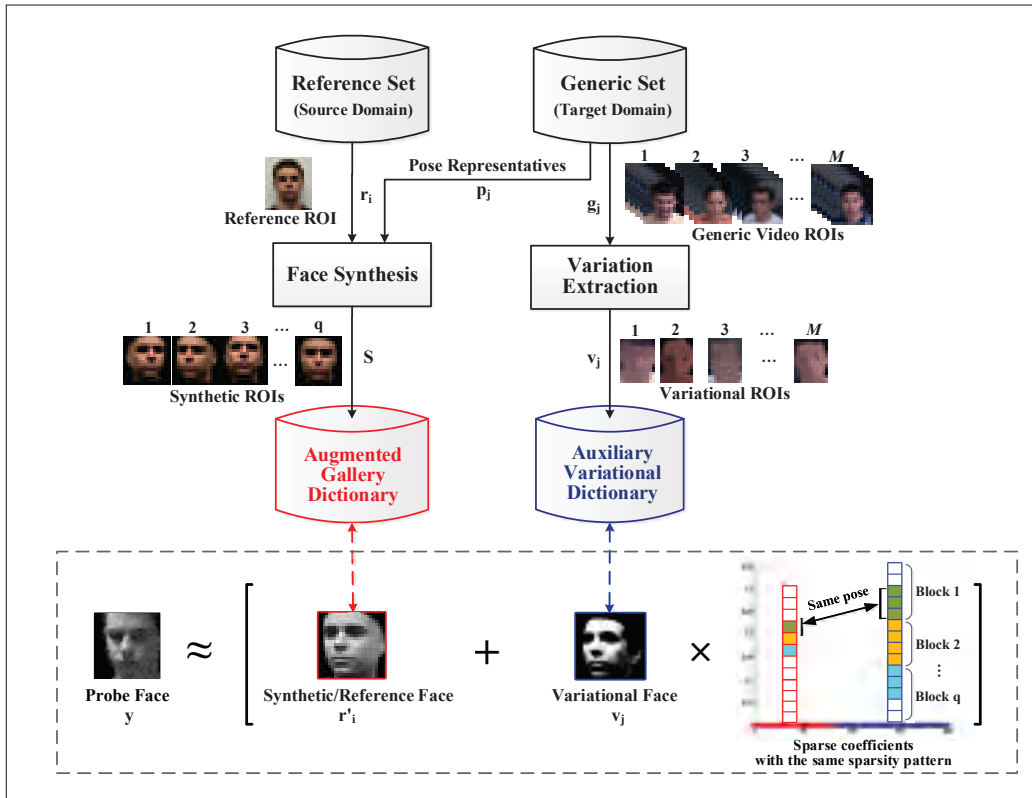 Reference Set
(Source Domain)
Generic Set
(Target Domain)
Pose Representatives
p_j
r_i
g_j
Reference ROI
1 2 3 ... M
...
Generic Video ROIs
Face Synthesis
Variation
Extraction
1 2 3 ... q
...
Synthetic ROIs
S
v_j
1 2 3 ... M
...
Variational ROIs
Augmented
Gallery
Dictionary
Auxiliary
Variational
Dictionary
≈ [ + × ]
Same pose
Block 1
Block 2
⋮
Block q
Probe Face
y
Synthetic/Reference Face
r'_i
Variational Face
v_j
Sparse coefficients
with the same sparsity pattern